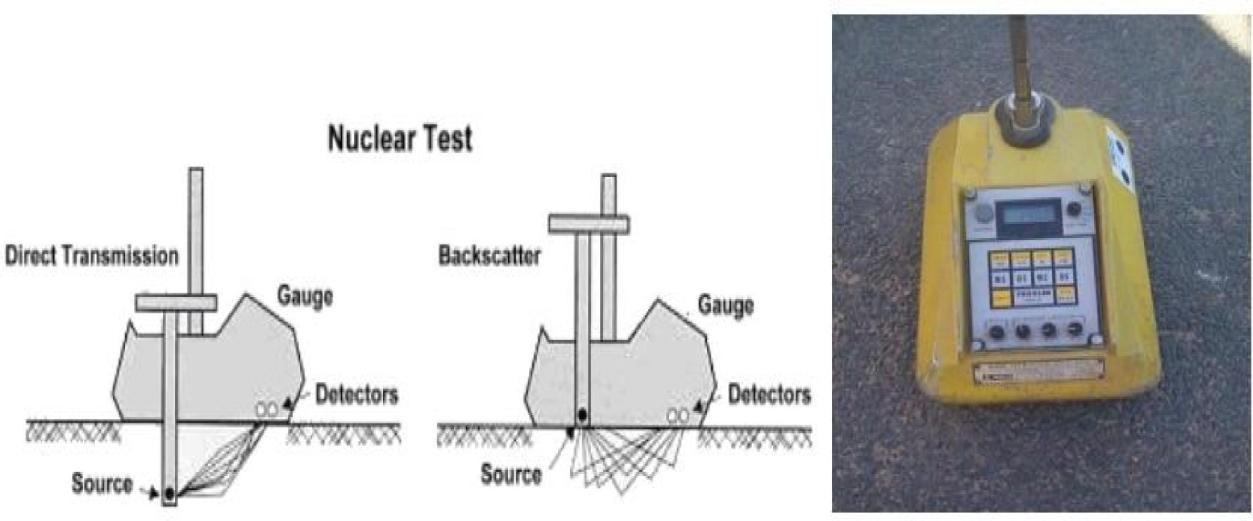 Nuclear Test
Direct Transmission
Gauge
Detectors
Source
Backscatter
Gauge
Detectors
Source